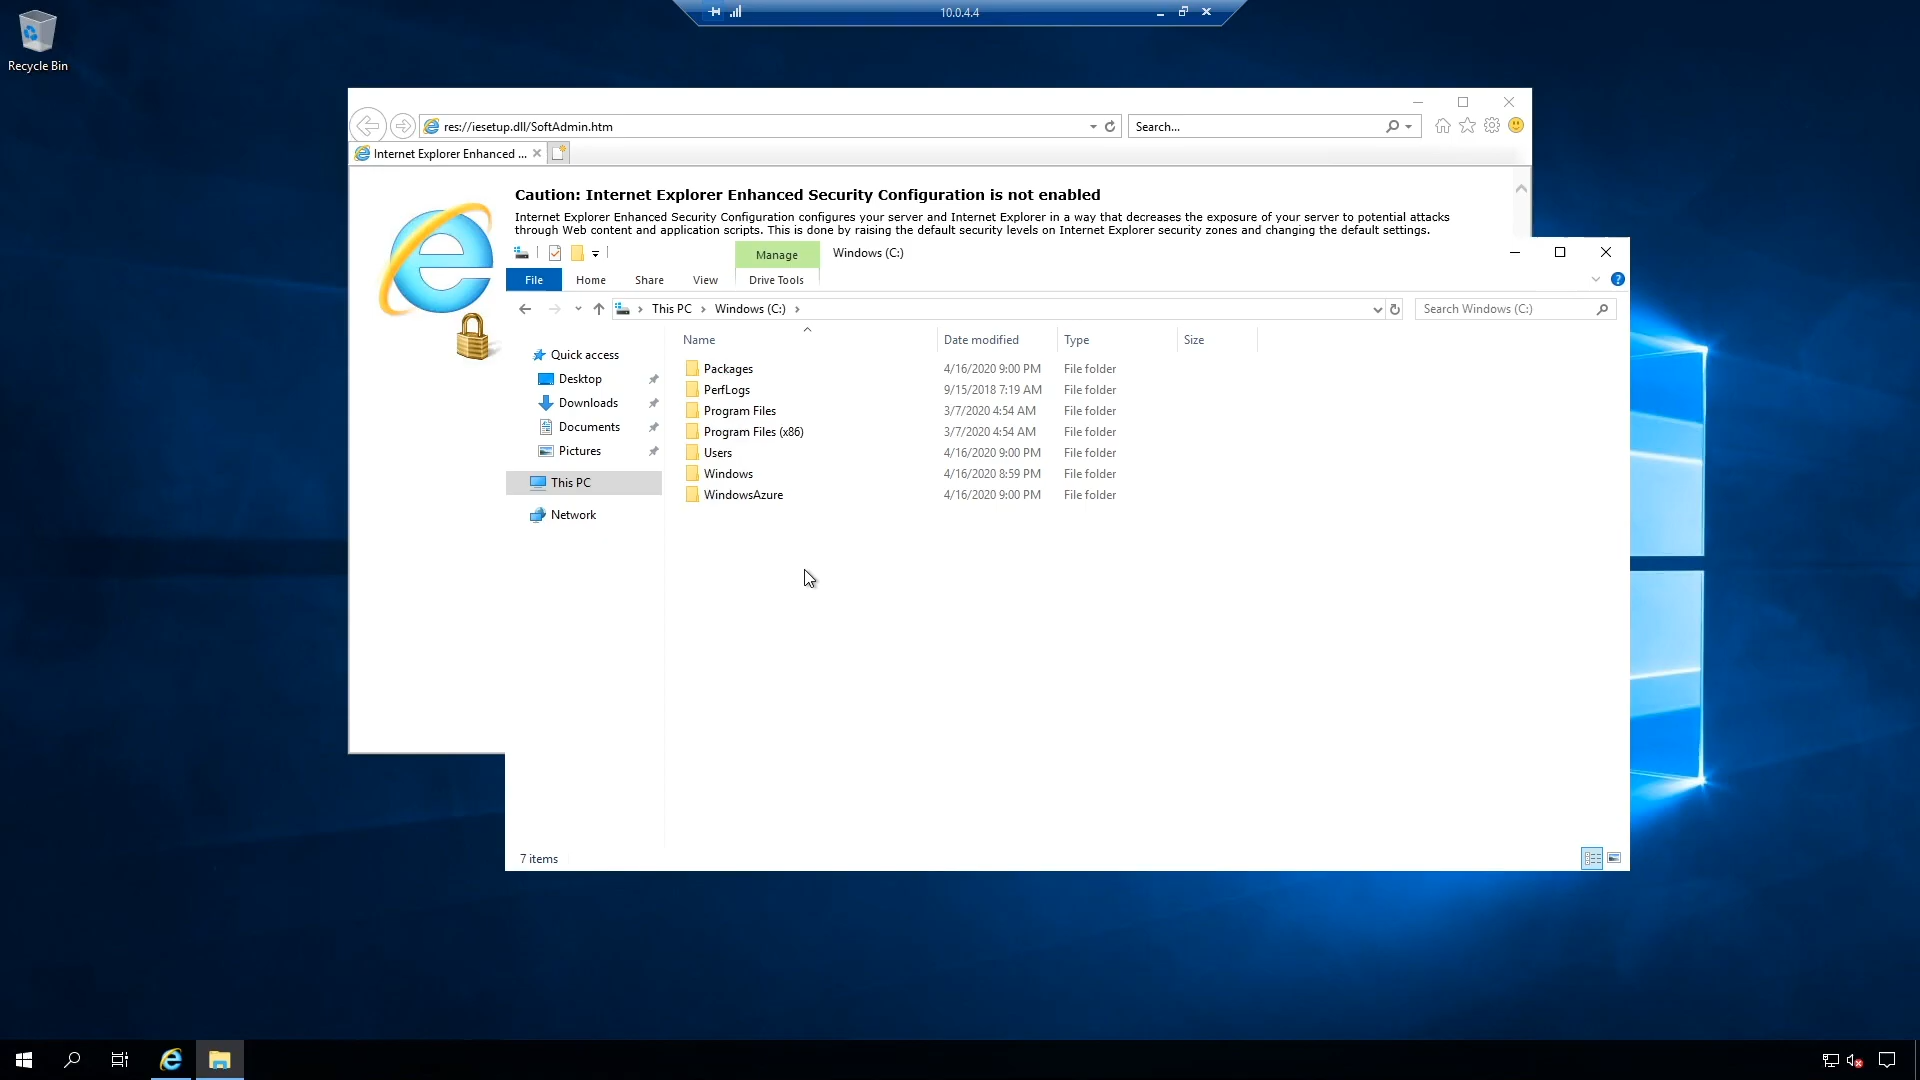 10.0.4.4
Recycle Bin
res://iesetup.dll/SoftAdmin.htm
Search...
Internet Explorer Enhanced ...
Caution: Internet Explorer Enhanced Security Configuration is not enabled
Internet Explorer Enhanced Security Configuration configures your server and Internet Explorer in a way that decreases the exposure of your server to potential attacks
through Web content and application scripts. This is done by raising the default security levels on Internet Explorer security zones and changing the default settings.
Manage
Windows (C:)
File
Home
Share
View
Drive Tools
This PC
Windows (C:)
Search Windows (C:)
Name
Date modified
Type
Size
Quick access
Desktop
Downloads
Documents
Pictures
This PC
Network
Packages 4/16/2020 9:00 PM File folder
PerfLogs 9/15/2018 7:19 AM File folder
Program Files 3/7/2020 4:54 AM File folder
Program Files (x86) 3/7/2020 4:54 AM File folder
Users 4/16/2020 9:00 PM File folder
Windows 4/16/2020 8:59 PM File folder
WindowsAzure 4/16/2020 9:00 PM File folder
7 items